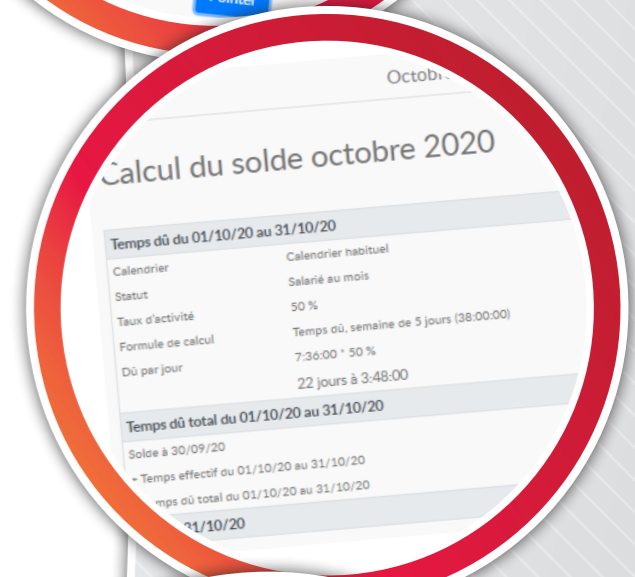 Pointer
Calcul du solde octobre 2020
Temps dû du 01/10/20 au 31/10/20
Calendrier Calendrier habituel
Statut Salarié au mois
Taux d'activité 50 %
Formule de calcul Temps dû, semaine de 5 jours (38:00:00)
Dû par jour 7:36:00 * 50 %
22 jours à 3:48:00
Temps dû total du 01/10/20 au 31/10/20
Solde à 30/09/20
+ Temps effectif du 01/10/20 au 31/10/20
dû total du 01/10/20 au 31/10/20
31/10/20